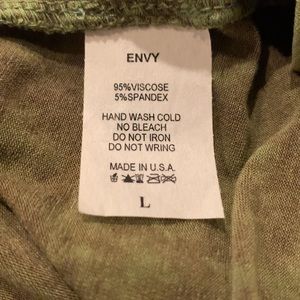 ENVY
95%VISCOSE
5%SPANDEX
HAND WASH COLD
NO BLEACH
DO NOT IRON
DO NOT WRING
MADE IN U.S.A.
L